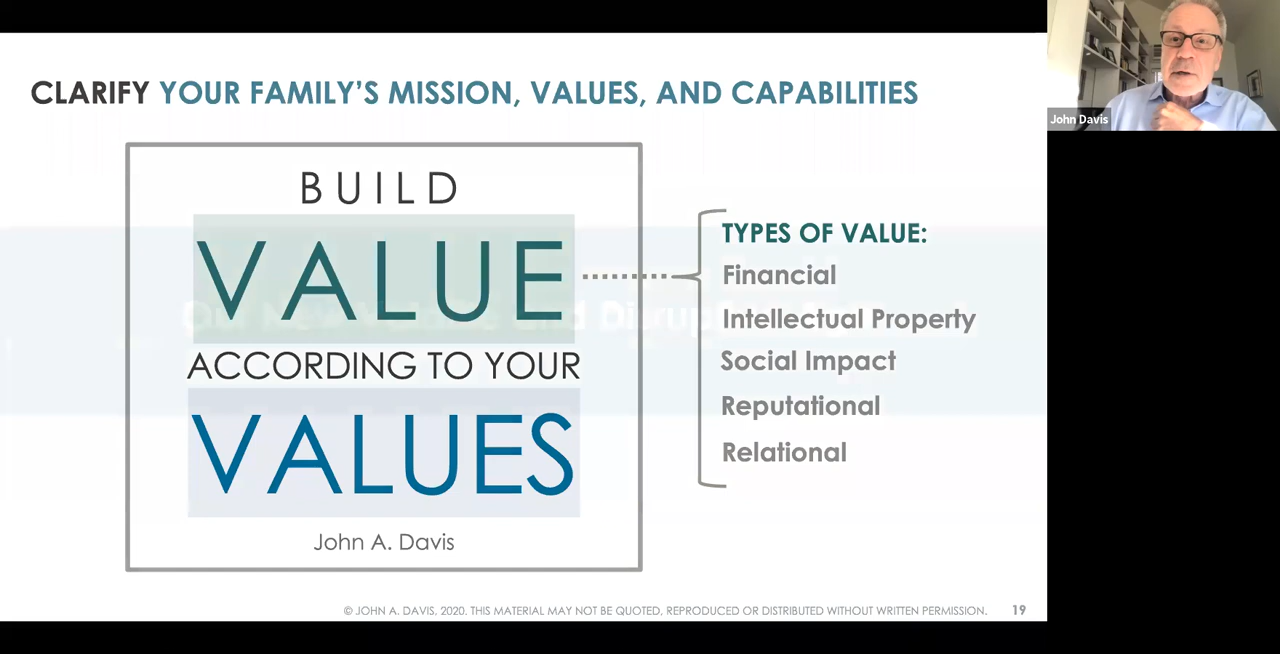 CLARIFY YOUR FAMILY'S MISSION, VALUES, AND CAPABILITIES
BUILD
VALUE
ACCORDING TO YOUR
VALUES
John A. Davis
TYPES OF VALUE:
Financial
Intellectual Property
Social Impact
Reputational
Relational
© JOHN A. DAVIS, 2020. THIS MATERIAL MAY NOT BE QUOTED, REPRODUCED OR DISTRIBUTED WITHOUT WRITTEN PERMISSION. 19
John Davis